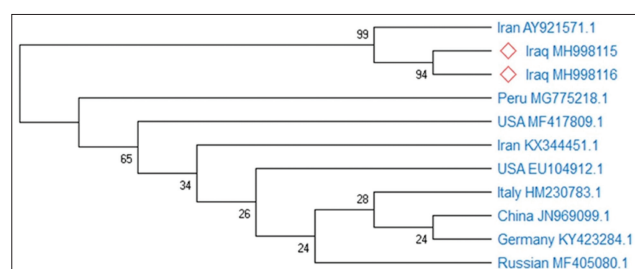 Iran AY921571.1
99
Iraq MH998115
94
Iraq MH998116
Peru MG775218.1
USA MF417809.1
65
Iran KX344451.1
34
USA EU104912.1
26
Italy HM230783.1
28
China JN969099.1
24
Germany KY423284.1
24
Russian MF405080.1